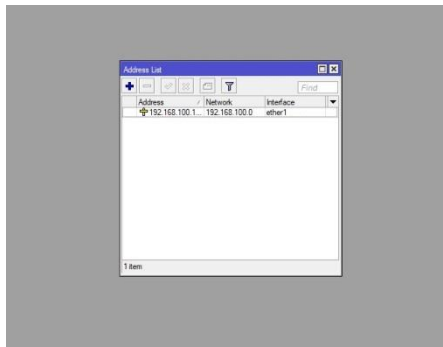 Address List
Find
Address Network Interface
192.168.100.1... 192.168.100.0 ether1
1 item